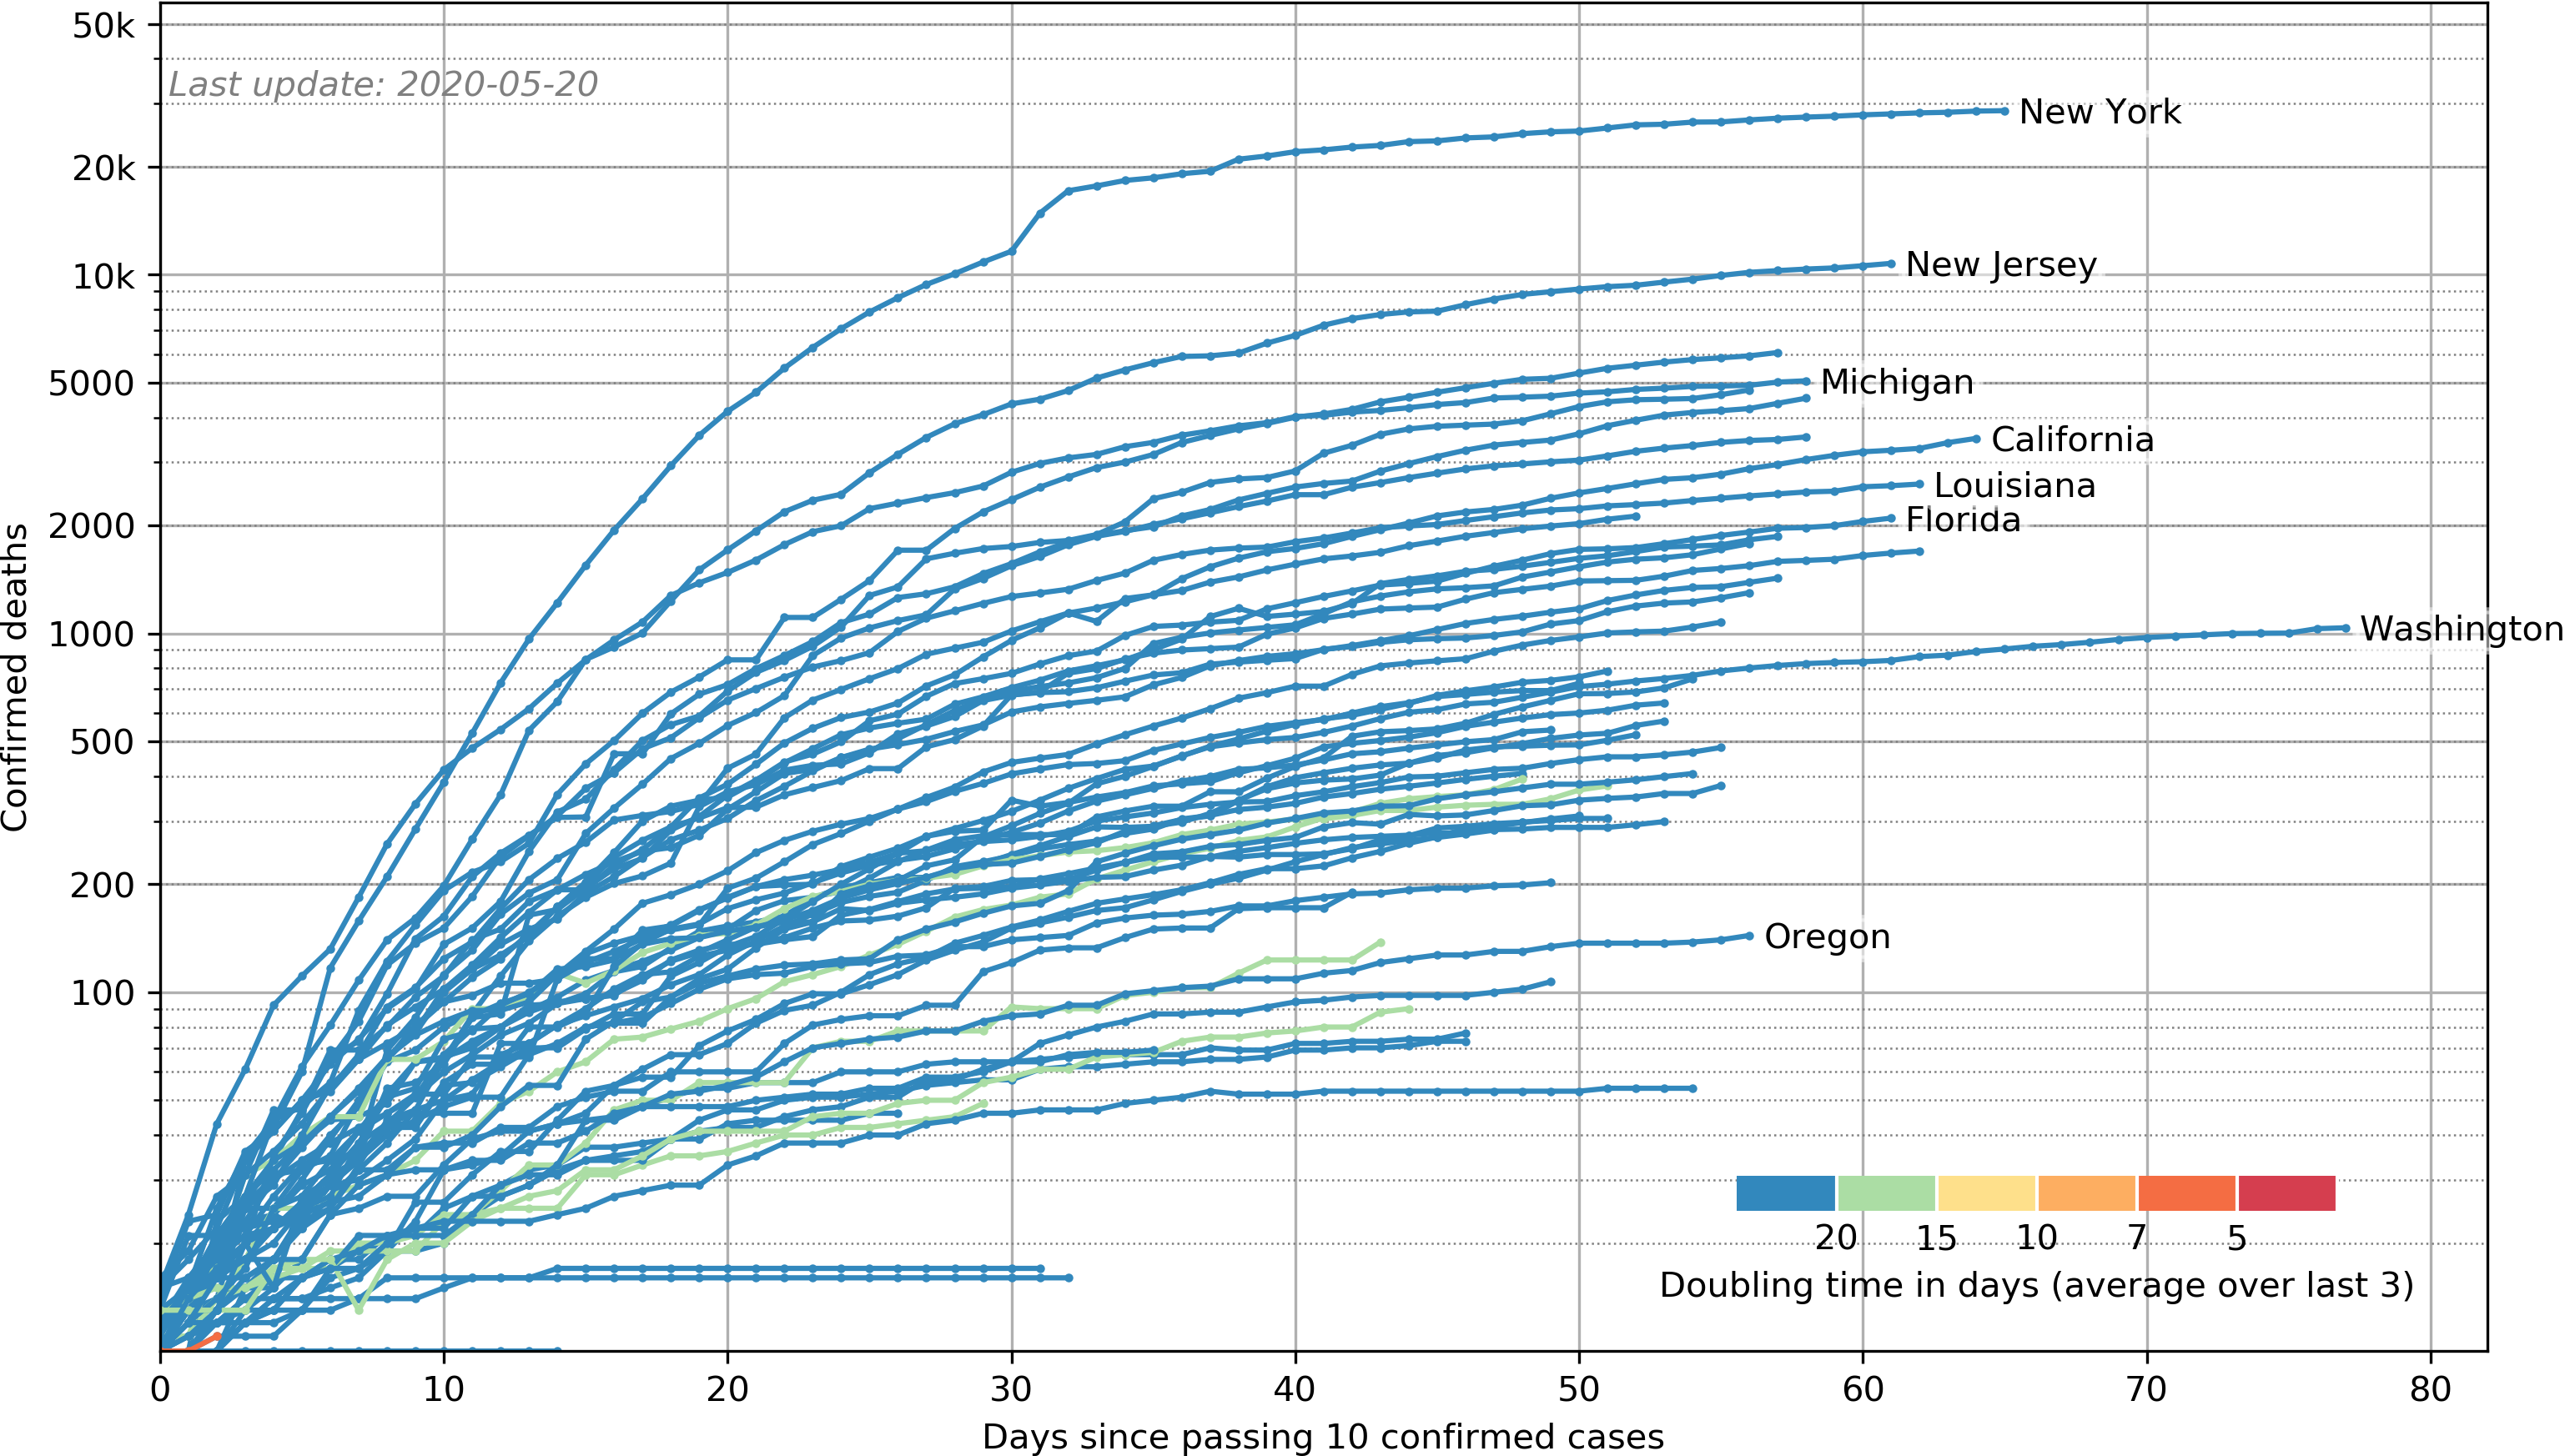 50k
20k
10k
5000
2000
1000
500
200
100
Confirmed deaths
Last update: 2020-05-20
New York
New Jersey
Michigan
California
Louisiana
Florida
Washington
Oregon
20 15 10 7 5
Doubling time in days (average over last 3)
0 10 20 30 40 50 60 70 80
Days since passing 10 confirmed cases